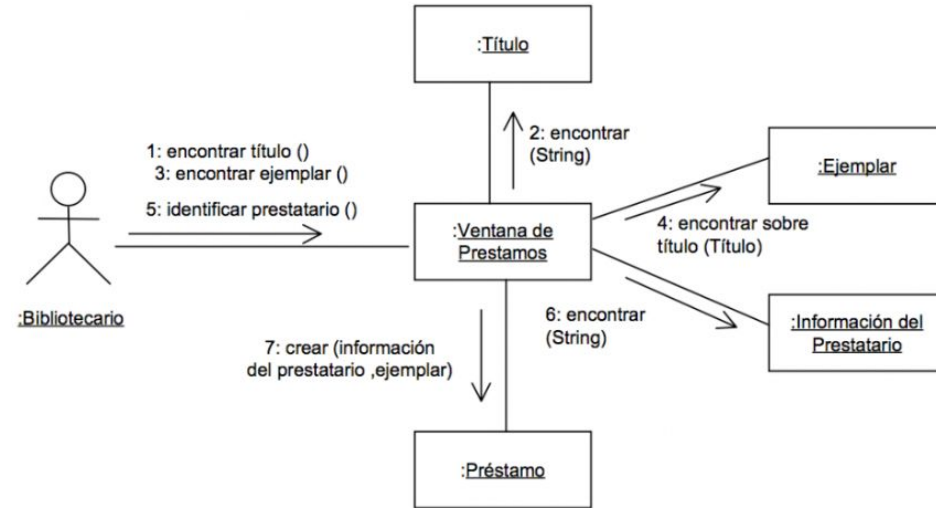 :Título
1: encontrar título ()
3: encontrar ejemplar ()
5: identificar prestatario ()
2: encontrar
(String)
:Ejemplar
:Ventana de
Prestamos
4: encontrar sobre
título (Título)
:Bibliotecario
6: encontrar
(String)
:Información del
Prestatario
7: crear (información
del prestatario ,ejemplar)
:Préstamo